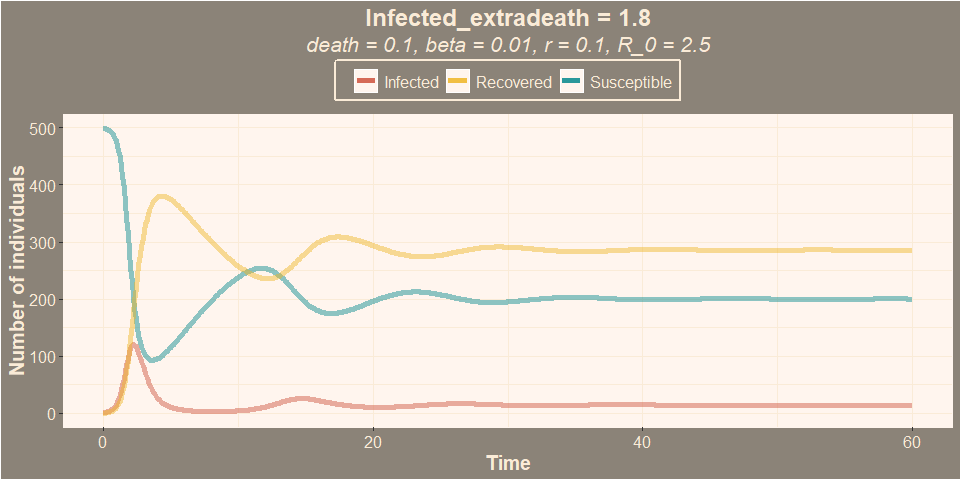 Infected_extradeath = 1.8
death = 0.1, beta = 0.01, r = 0.1, R_0 = 2.5
Infected Recovered Susceptible
Number of individuals
500
400
300
200
100
0
0 20 40 60
Time